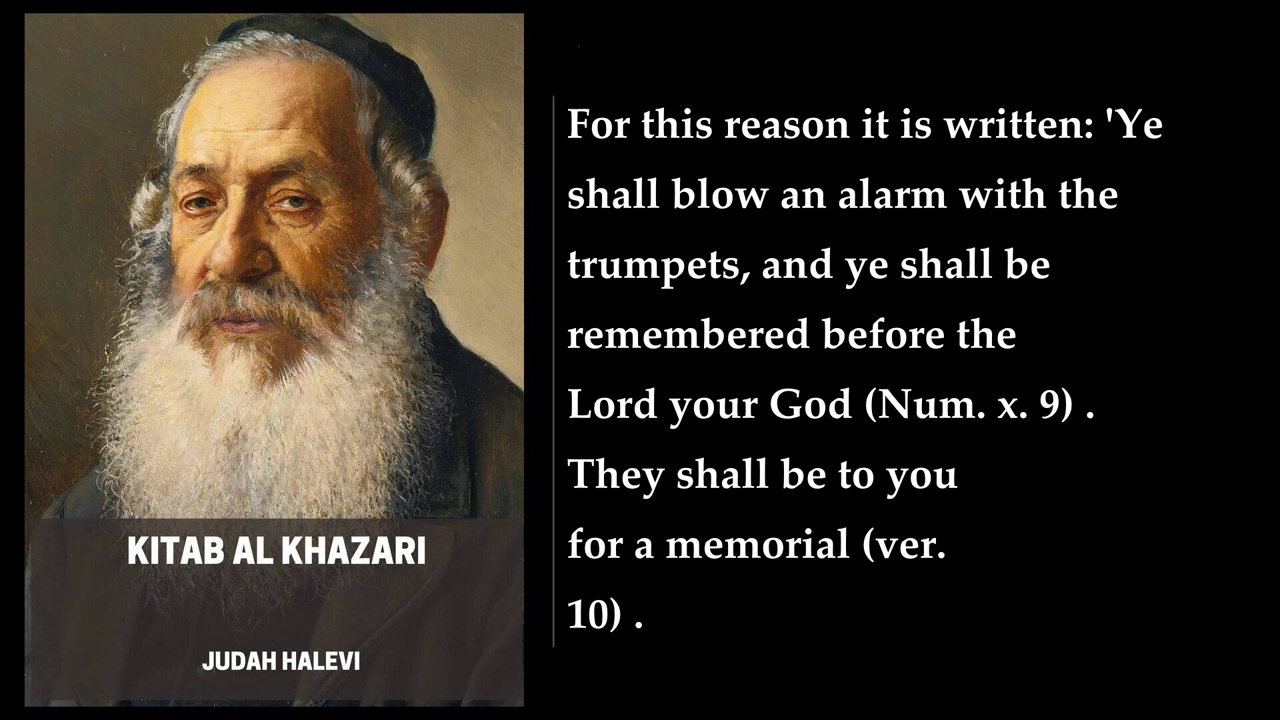 KITAB AL KHAZARI
JUDAH HALEVI
For this reason it is written: 'Ye
shall blow an alarm with the
trumpets, and ye shall be
remembered before the
Lord your God (Num. x. 9) .
They shall be to you
for a memorial (ver.
10) .